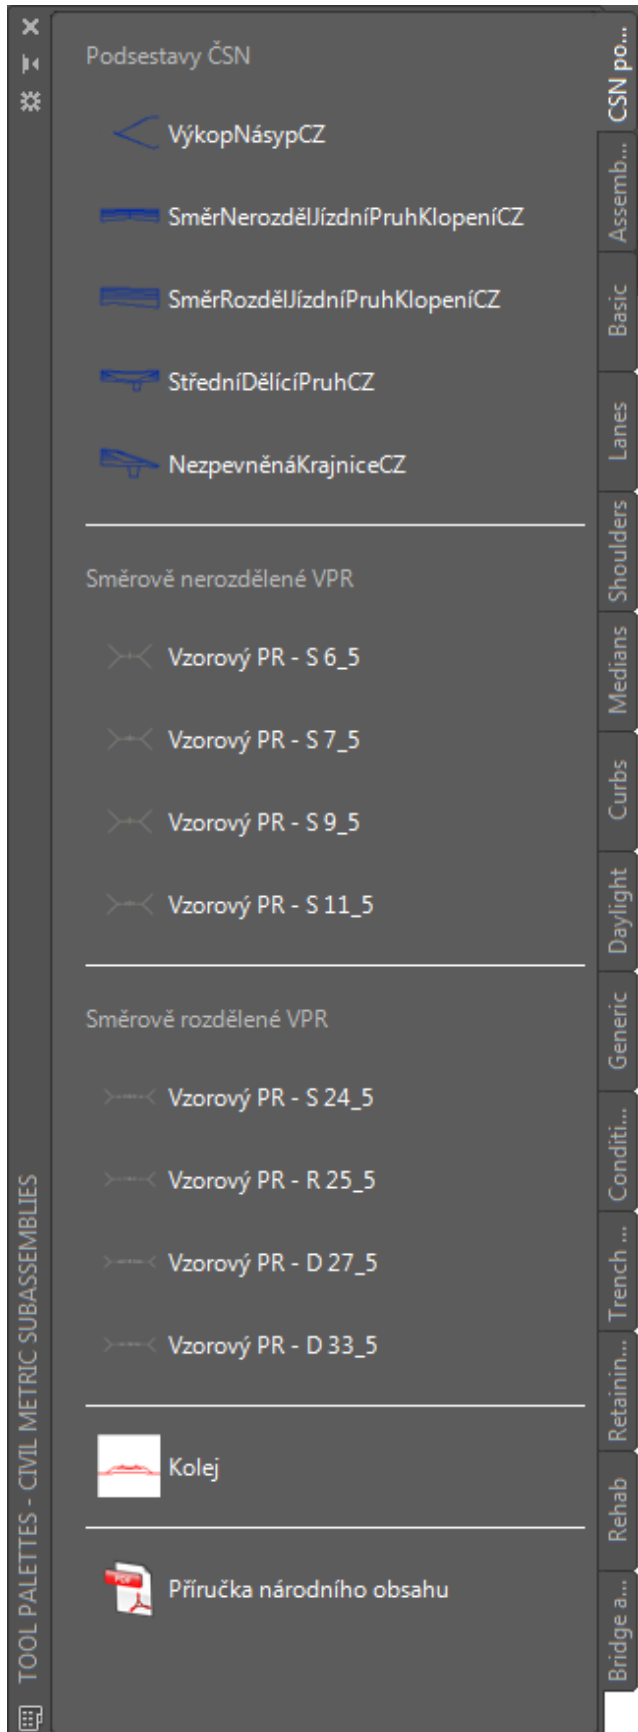 Podsestavy ČSN
VýkopNásypCZ
SměrNerozdělJízdníPruhKlopeníCZ
SměrRozdělJízdníPruhKlopeníCZ
StředníDělícíPruhCZ
NezpevněnáKrajniceCZ
Směrově nerozdělené VPR
Vzorový PR - S 6_5
Vzorový PR - S 7_5
Vzorový PR - S 9_5
Vzorový PR - S 11_5
Směrově rozdělené VPR
Vzorový PR - S 24_5
Vzorový PR - R 25_5
Vzorový PR - D 27_5
Vzorový PR - D 33_5
Kolej
PDF
Příručka národního obsahu
TOOL PALETTES - CIVIL METRIC SUBASSEMBLIES
CSN po...
Assemb...
Basic
Lanes
Shoulders
Medians
Curbs
Daylight
Generic
Conditi...
Trench ...
Retainin...
Rehab
Bridge a...